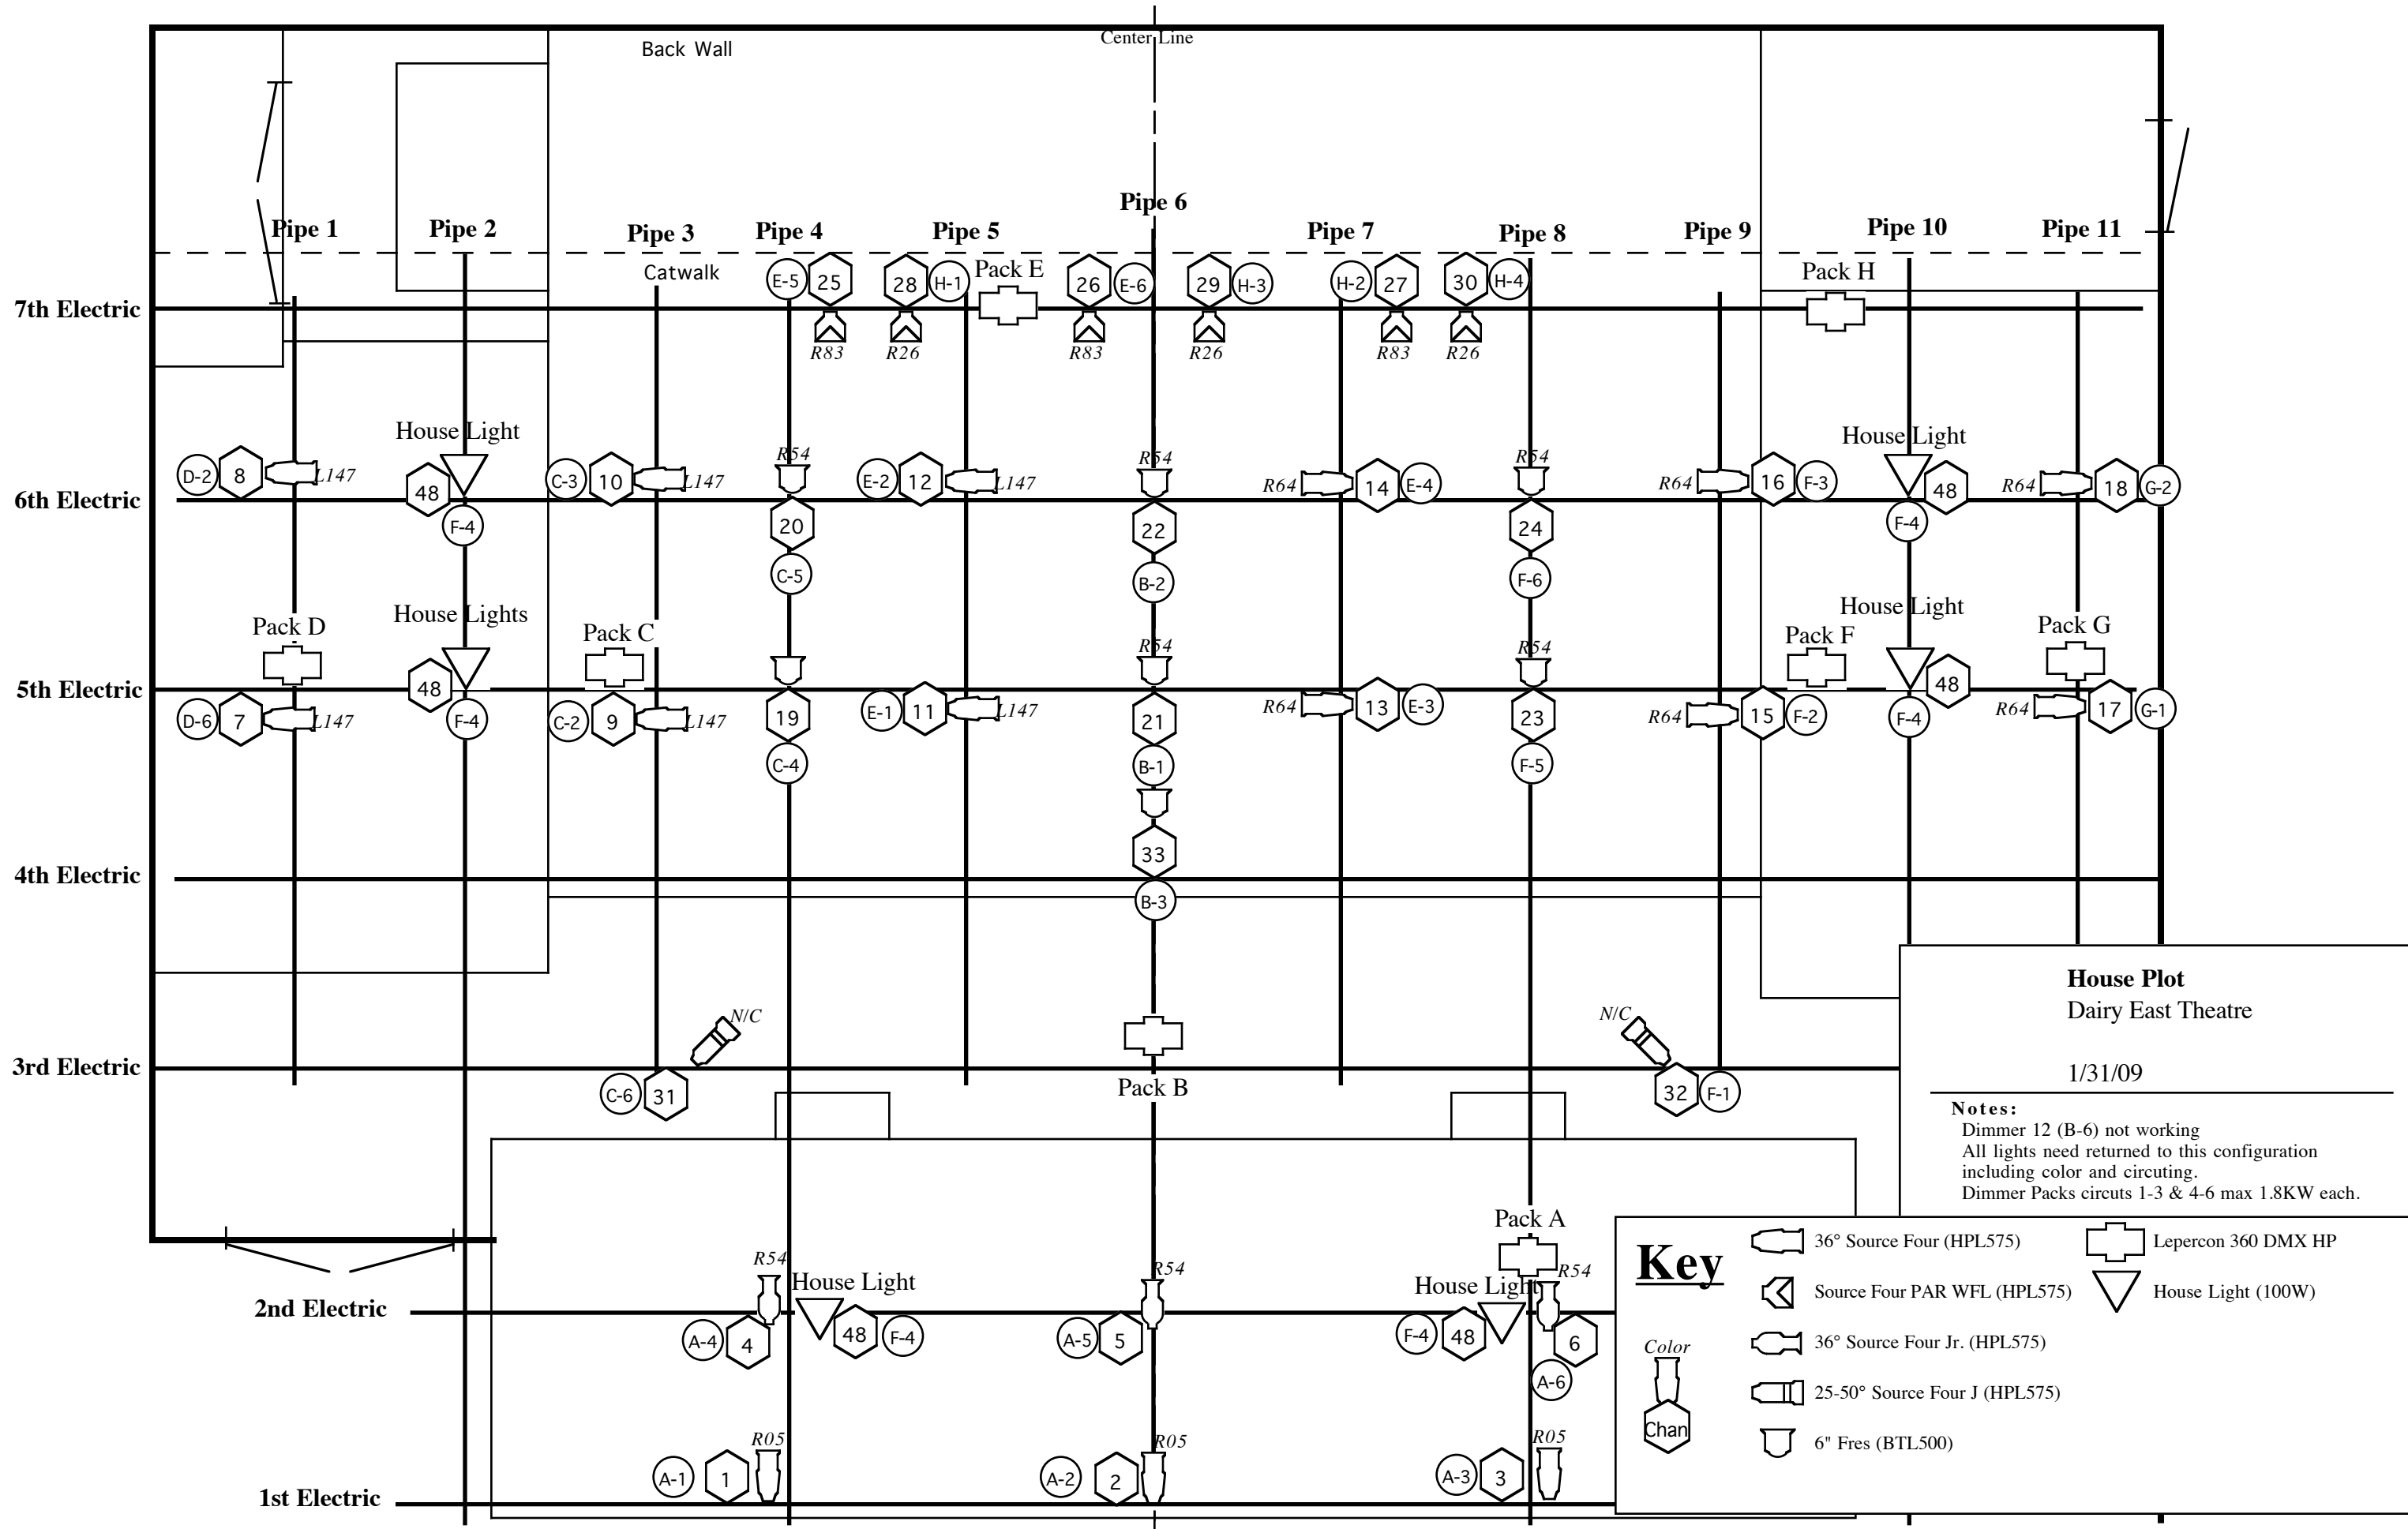 Back Wall
Center Line
Pipe 6
Pipe 1
Pipe 2
Pipe 3
Pipe 4
Pipe 5
Pipe 7
Pipe 8
Pipe 9
Pipe 10
Pipe 11
Catwalk
7th Electric
E-5
25
28
H-1
Pack E
26
E-6
29
H-3
H-2
27
30
H-4
Pack H
R83
R26
R83
R26
R83
R26
House Light
House Light
6th Electric
D-2
8
L147
48
F-4
C-3
10
L147
R54
20
C-5
E-2
12
L147
R54
22
B-2
R64
14
E-4
R54
24
F-6
R64
16
F-3
48
F-4
R64
18
G-2
House Lights
House Light
Pack D
Pack C
Pack F
Pack G
5th Electric
D-6
7
L147
48
F-4
C-2
9
L147
19
C-4
E-1
11
L147
R54
21
B-1
R64
13
E-3
R54
23
F-5
R64
15
F-2
48
F-4
R64
17
G-1
33
4th Electric
B-3
3rd Electric
N/C
C-6
31
Pack B
N/C
32
F-1
House Plot
Dairy East Theatre
1/31/09
Notes:
Dimmer 12 (B-6) not working
All lights need returned to this configuration
including color and circuting.
Dimmer Packs circuts 1-3 & 4-6 max 1.8KW each.
Pack A
2nd Electric
R54
A-4
4
House Light
48
F-4
R54
A-5
5
House Light
F-4
48
R54
6
A-6
1st Electric
R05
A-1
1
R05
A-2
2
R05
A-3
3
Key
36° Source Four (HPL575)
Lepercon 360 DMX HP
Source Four PAR WFL (HPL575)
House Light (100W)
36° Source Four Jr. (HPL575)
Color
25-50° Source Four J (HPL575)
Chan
6" Fres (BTL500)